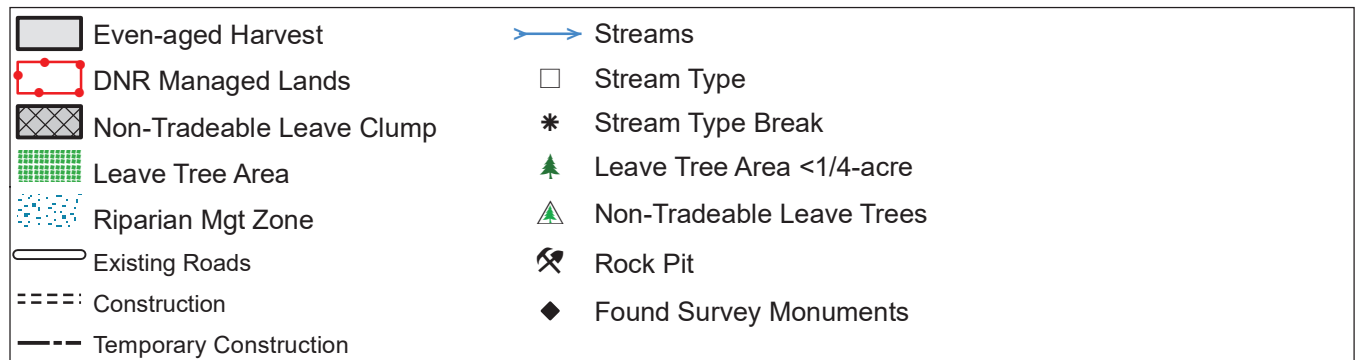 Even-aged Harvest
DNR Managed Lands
Non-Tradeable Leave Clump
Leave Tree Area
Riparian Mgt Zone
Existing Roads
Construction
Temporary Construction
Streams
Stream Type
Stream Type Break
Leave Tree Area <1/4-acre
Non-Tradeable Leave Trees
Rock Pit
Found Survey Monuments